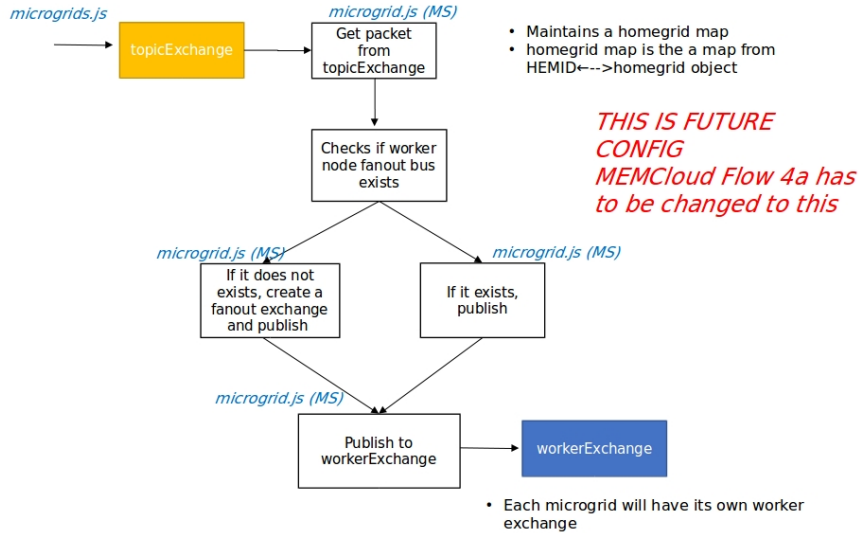 microgrids.js
microgrid.js (MS)
topicExchange
Get packet
from
topicExchange
• Maintains a homegrid map
• homegrid map is the a map from
HEMID←-->homegrid object
THIS IS FUTURE
CONFIG
MEMCloud Flow 4a has
to be changed to this
Checks if worker
node fanout bus
exists
microgrid.js (MS)
microgrid.js (MS)
If it does not
exists, create a
fanout exchange
and publish
If it exists,
publish
microgrid.js (MS)
Publish to
workerExchange
workerExchange
• Each microgrid will have its own worker
exchange